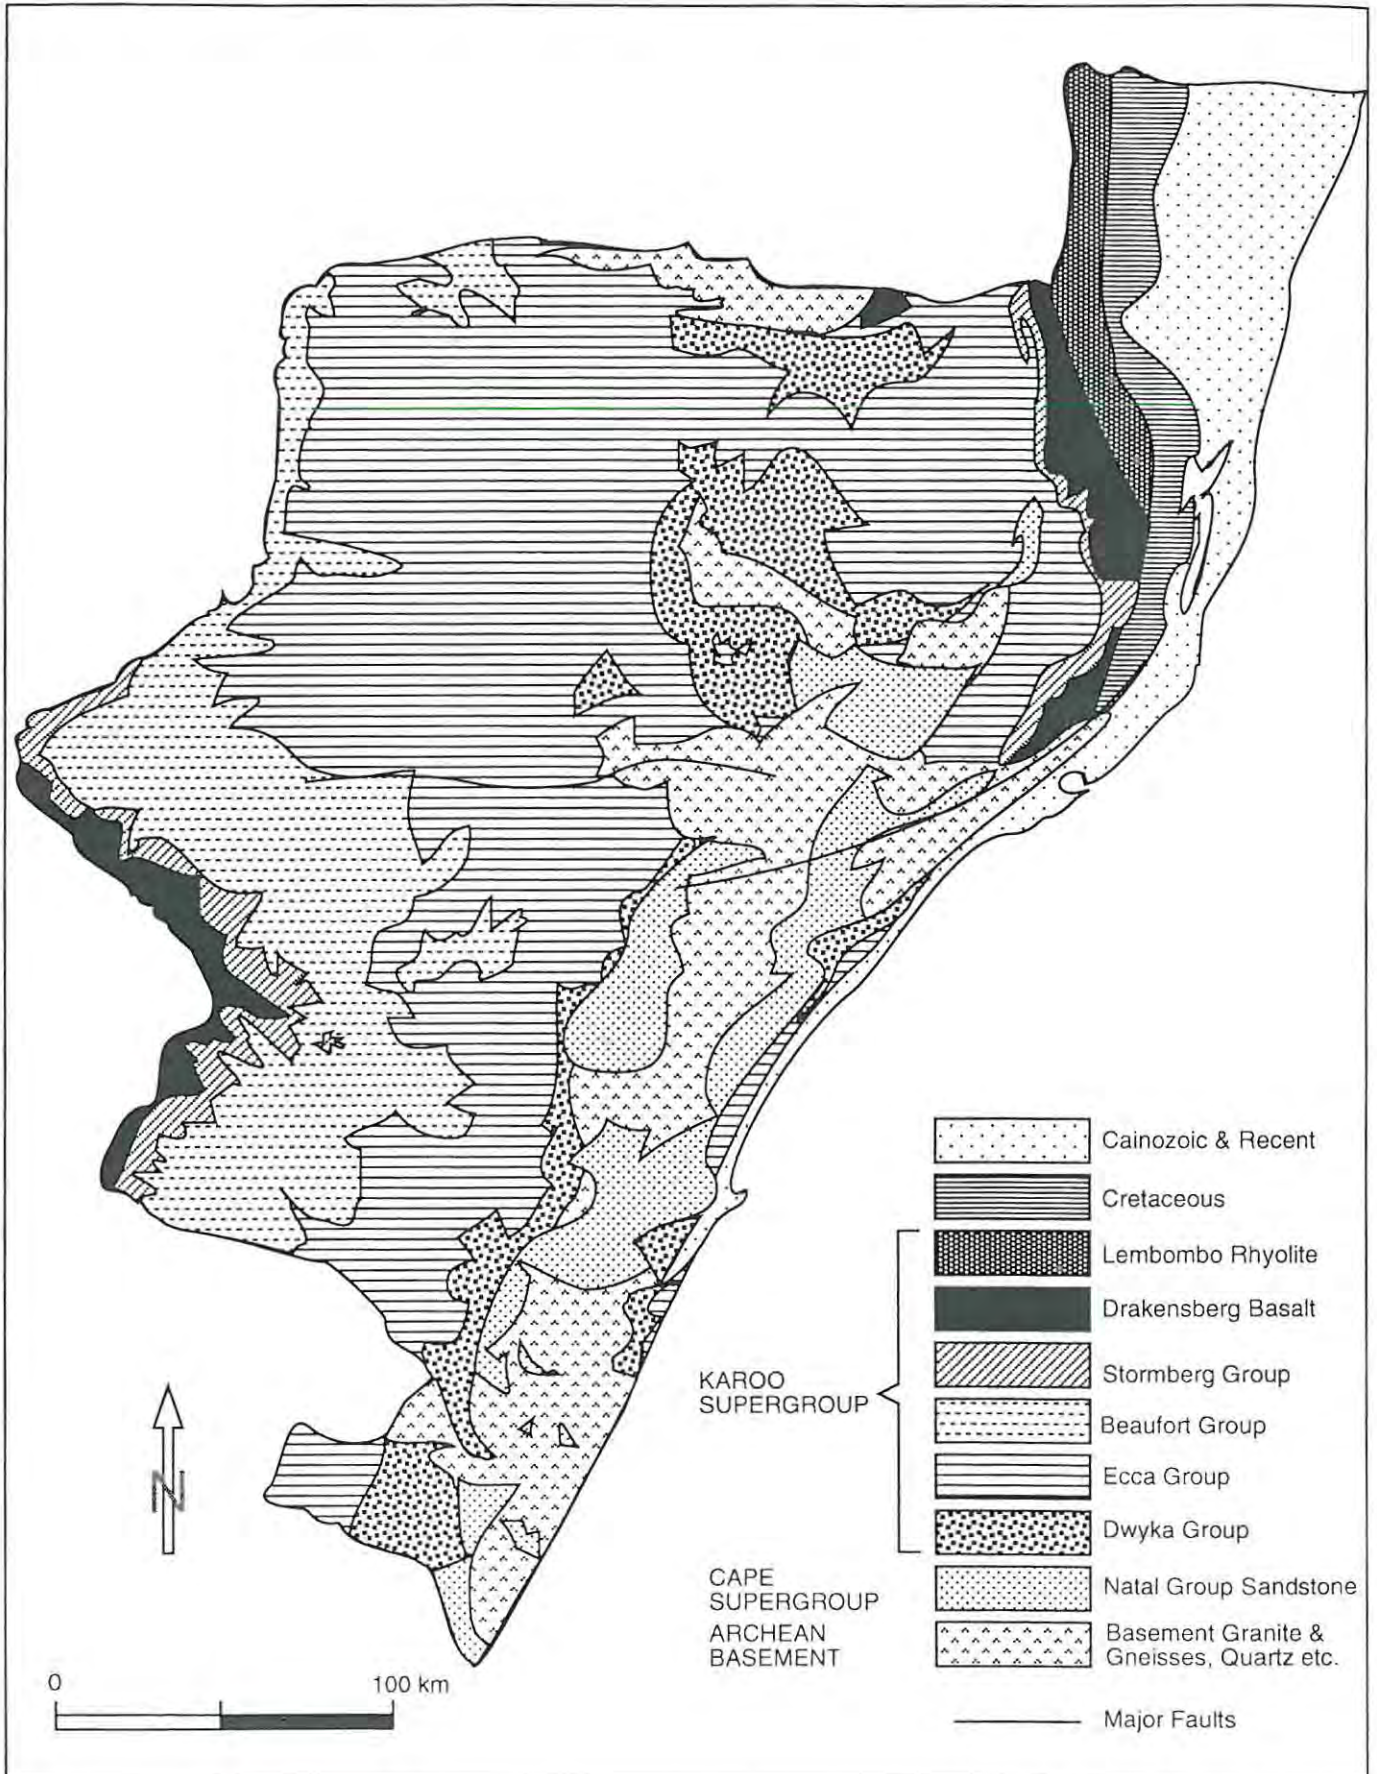 Cainozoic & Recent
Cretaceous
Lembombo Rhyolite
Drakensberg Basalt
Stormberg Group
KAROO
SUPERGROUP
Beaufort Group
Ecca Group
Dwyka Group
CAPE
SUPERGROUP
Natal Group Sandstone
ARCHEAN
BASEMENT
Basement Granite &
Gneisses, Quartz etc.
Major Faults
N
0
100 km